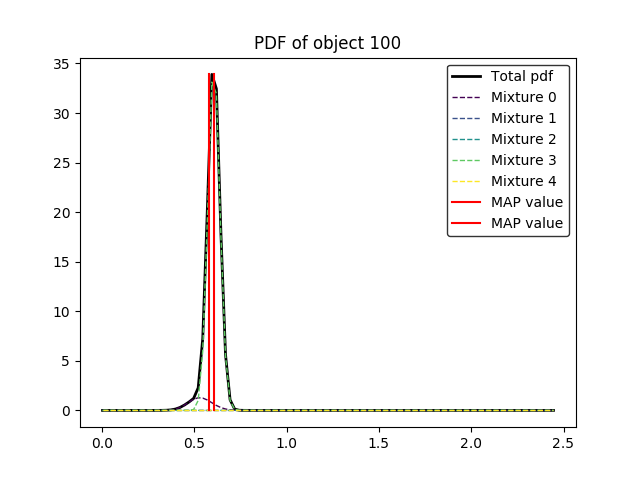 PDF of object 100
35
30
25
20
15
10
5
0
Total pdf
Mixture 0
Mixture 1
Mixture 2
Mixture 3
Mixture 4
MAP value
MAP value
0.0 0.5 1.0 1.5 2.0 2.5